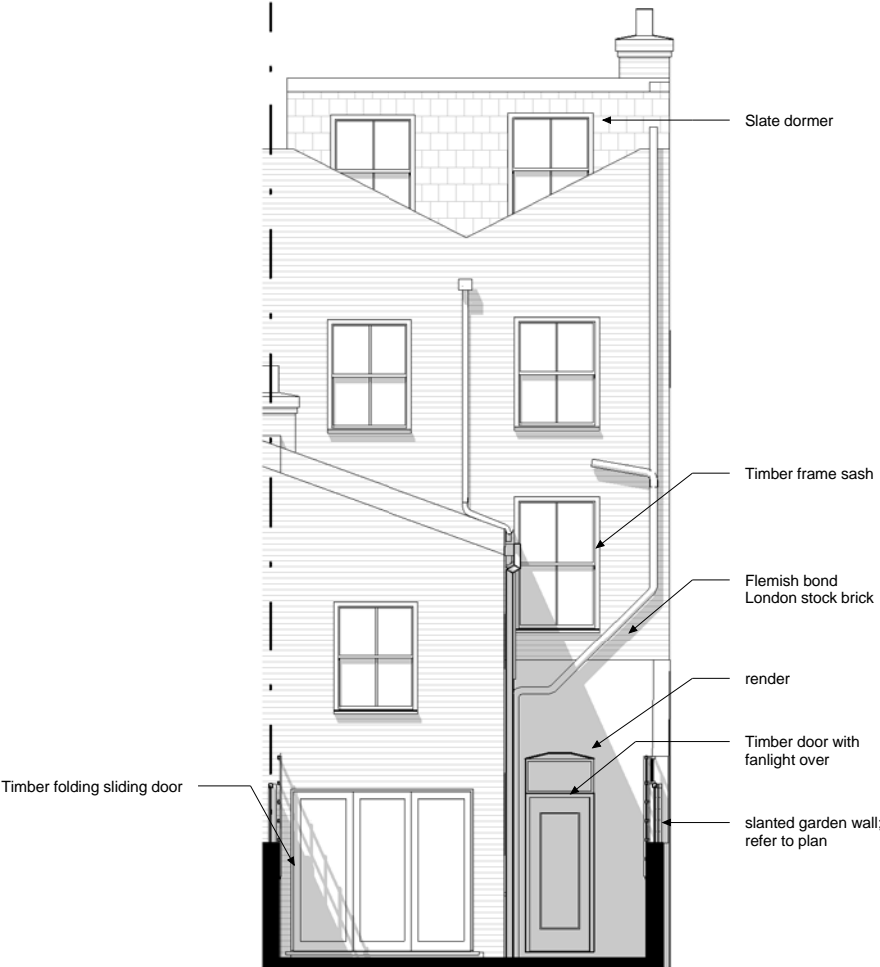 Slate dormer
Timber frame sash
Flemish bond
London stock brick
render
Timber door with
fanlight over
Timber folding sliding door
slanted garden wall;
refer to plan